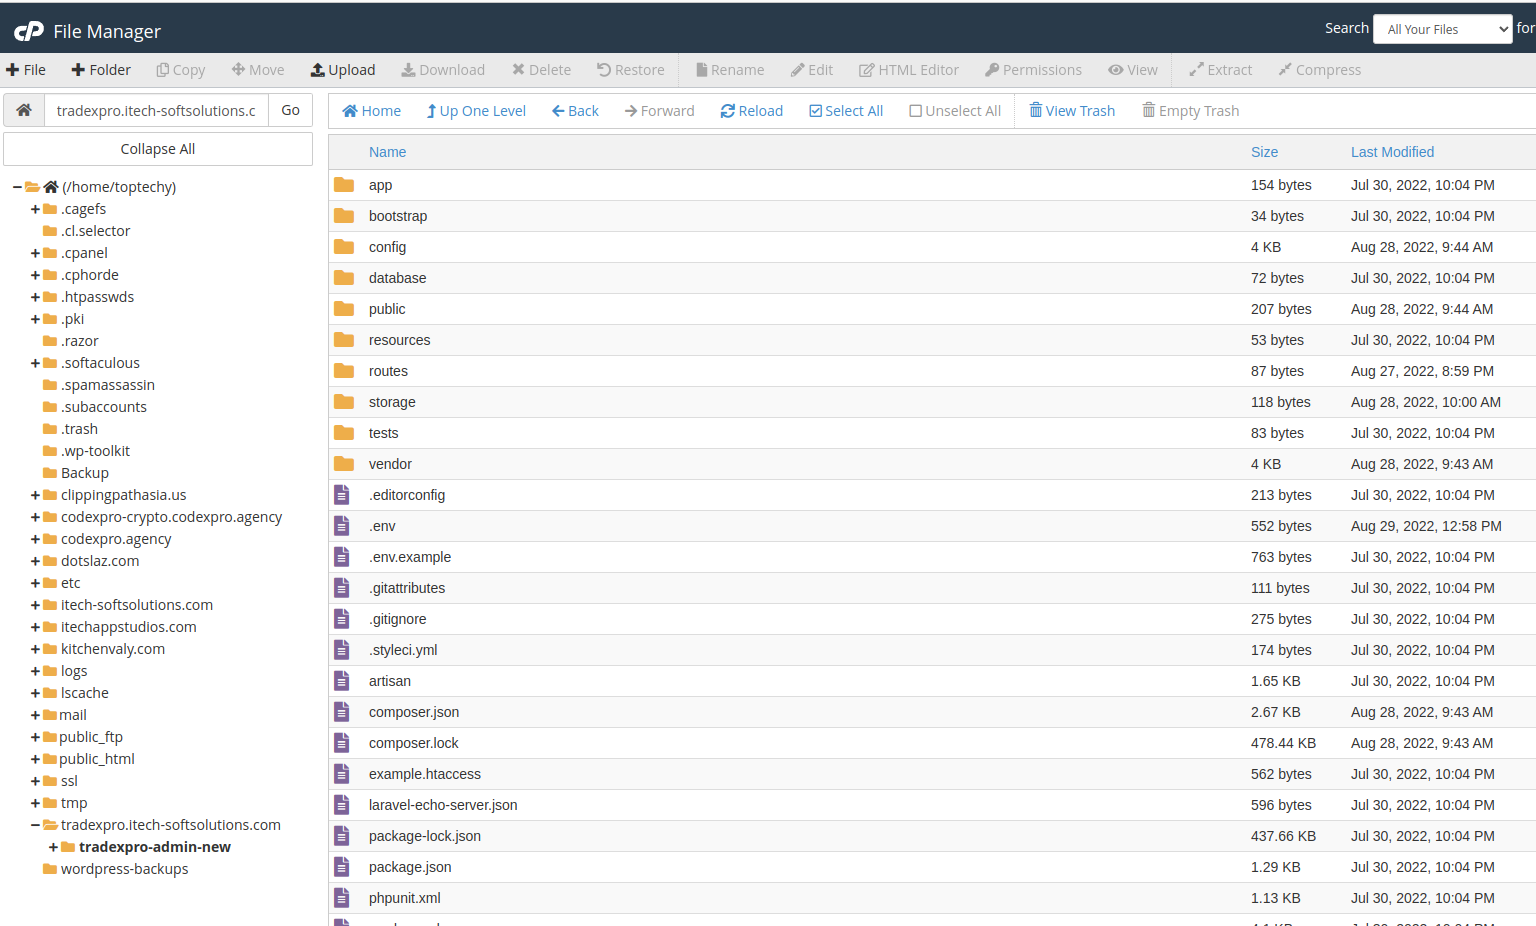 cP File Manager
Search All Your Files for
File Folder Copy Move Upload Download Delete Restore Rename Edit HTML Editor Permissions View Extract Compress
tradexpro.itech-softsolutions.c Go
Home Up One Level Back Forward Reload Select All Unselect All View Trash Empty Trash
Collapse All
(/home/toptechy)
.cagefs
.cl.selector
.cpanel
.cphorde
.htpasswds
.pki
.razor
.softaculous
.spamassassin
.subaccounts
.trash
.wp-toolkit
Backup
clippingpathasia.us
codexpro-crypto.codexpro.agency
codexpro.agency
dotslaz.com
etc
itech-softsolutions.com
itechappstudios.com
kitchenvaly.com
logs
lscache
mail
public_ftp
public_html
ssl
tmp
tradexpro.itech-softsolutions.com
tradexpro-admin-new
wordpress-backups
Name Size Last Modified
app 154 bytes Jul 30, 2022, 10:04 PM
bootstrap 34 bytes Jul 30, 2022, 10:04 PM
config 4 KB Aug 28, 2022, 9:44 AM
database 72 bytes Jul 30, 2022, 10:04 PM
public 207 bytes Aug 28, 2022, 9:44 AM
resources 53 bytes Jul 30, 2022, 10:04 PM
routes 87 bytes Aug 27, 2022, 8:59 PM
storage 118 bytes Aug 28, 2022, 10:00 AM
tests 83 bytes Jul 30, 2022, 10:04 PM
vendor 4 KB Aug 28, 2022, 9:43 AM
.editorconfig 213 bytes Jul 30, 2022, 10:04 PM
.env 552 bytes Aug 29, 2022, 12:58 PM
.env.example 763 bytes Jul 30, 2022, 10:04 PM
.gitattributes 111 bytes Jul 30, 2022, 10:04 PM
.gitignore 275 bytes Jul 30, 2022, 10:04 PM
.styleci.yml 174 bytes Jul 30, 2022, 10:04 PM
artisan 1.65 KB Jul 30, 2022, 10:04 PM
composer.json 2.67 KB Aug 28, 2022, 9:43 AM
composer.lock 478.44 KB Aug 28, 2022, 9:43 AM
example.htaccess 562 bytes Jul 30, 2022, 10:04 PM
laravel-echo-server.json 596 bytes Jul 30, 2022, 10:04 PM
package-lock.json 437.66 KB Jul 30, 2022, 10:04 PM
package.json 1.29 KB Jul 30, 2022, 10:04 PM
phpunit.xml 1.13 KB Jul 30, 2022, 10:04 PM